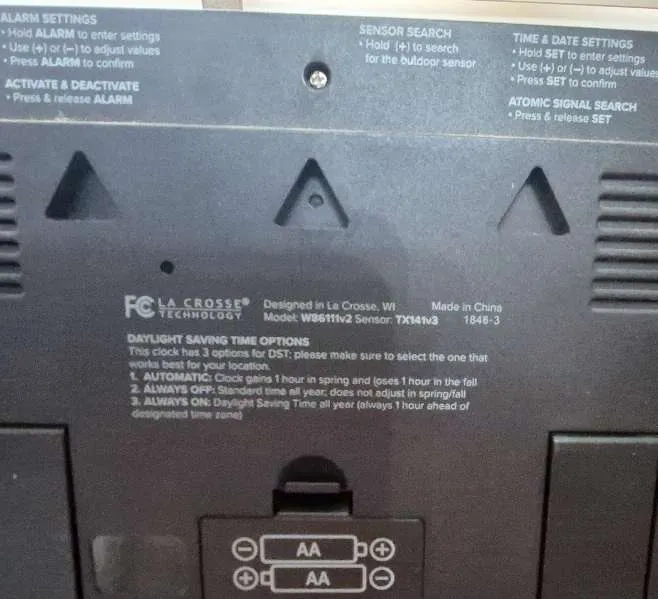 ALARM SETTINGS
• Hold ALARM to enter settings
• Use (+) or (−) to adjust values
• Press ALARM to confirm
ACTIVATE & DEACTIVATE
• Press & release ALARM
SENSOR SEARCH
• Hold (+) to search
for the outdoor sensor
TIME & DATE SETTINGS
• Hold SET to enter settings
• Use (+) or (−) to adjust values
• Press SET to confirm
ATOMIC SIGNAL SEARCH
• Press & release SET
FC LA CROSSE®
TECHNOLOGY
Designed in La Crosse, WI Made in China
Model: W86111v2 Sensor: TX141v3 1846-3
DAYLIGHT SAVING TIME OPTIONS
This clock has 3 options for DST; please make sure to select the one that
works best for your location.
1. AUTOMATIC: Clock gains 1 hour in spring and loses 1 hour in the fall
2. ALWAYS OFF: Standard time all year; does not adjust in spring/fall
3. ALWAYS ON: Daylight Saving Time all year (always 1 hour ahead of
designated time zone)
AA
AA